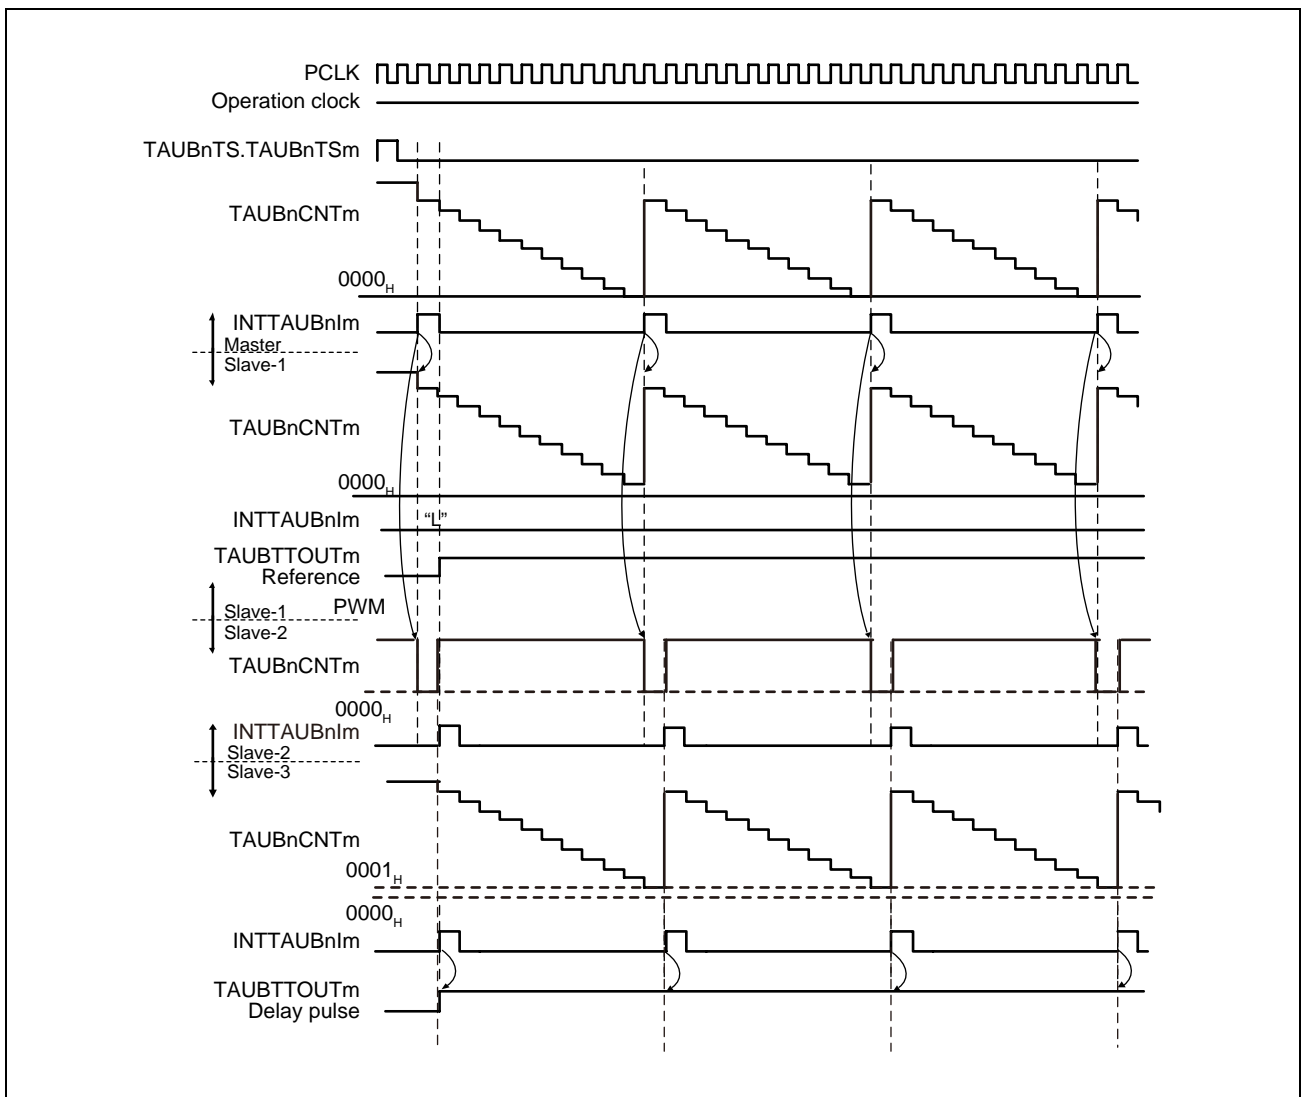 PCLK
Operation clock
TAUBnTS.TAUBnTSm
TAUBnCNTm
0000H
INTTAUBnIm
Master
Slave-1
TAUBnCNTm
0000H
INTTAUBnIm "L"
TAUBTTOUTm
Reference
PWM
Slave-1
Slave-2
TAUBnCNTm
0000H
INTTAUBnIm
Slave-2
Slave-3
TAUBnCNTm
0001H
0000H
INTTAUBnIm
TAUBTTOUTm
Delay pulse